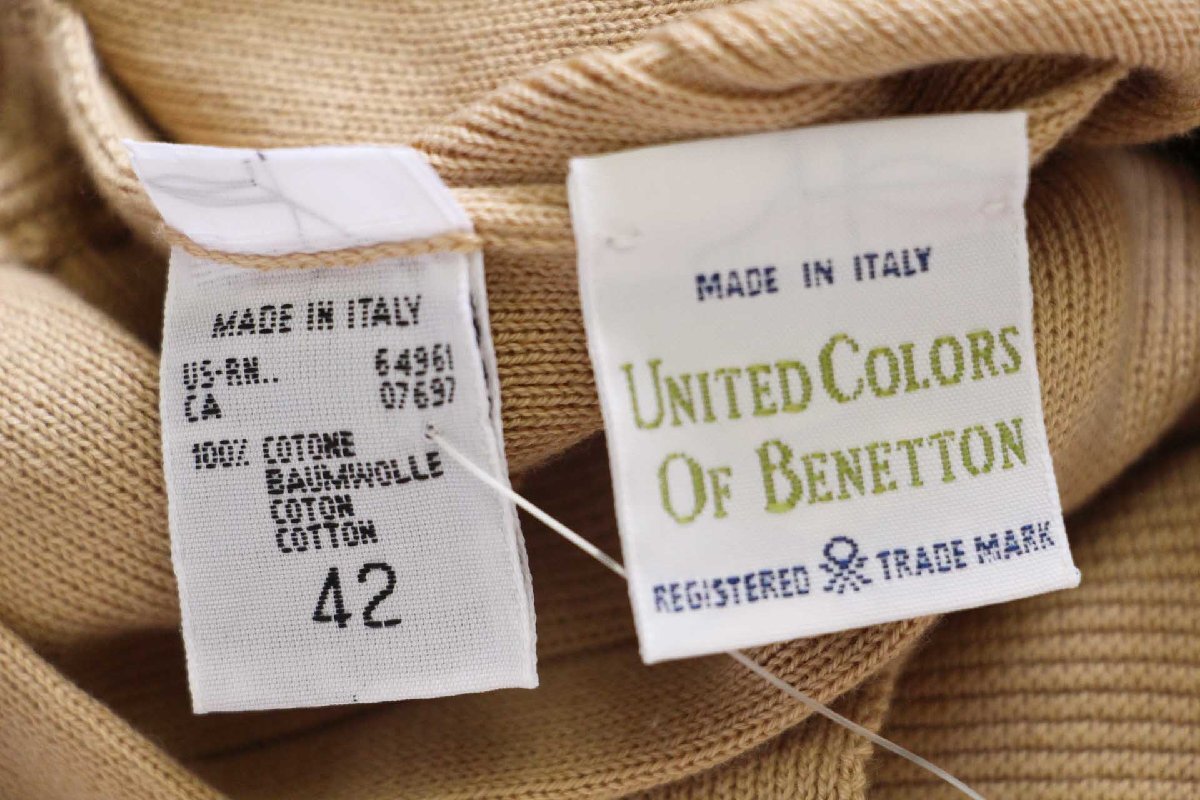 MADE IN ITALY
US-RN.. 64961
CA 07697
100% COTONE
BAUMWOLLE
COTON
COTTON
42
MADE IN ITALY
UNITED COLORS
OF BENETTON
REGISTERED TRADE MARK